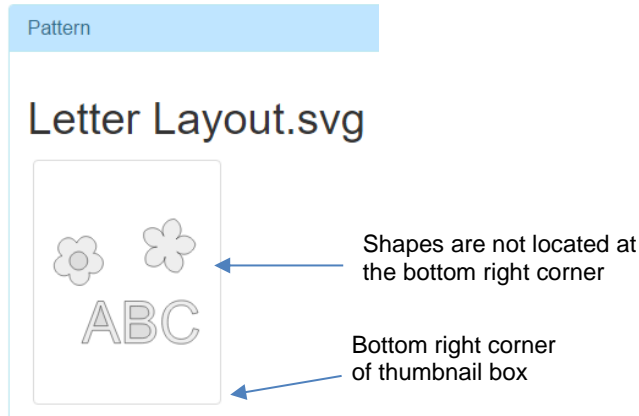 Pattern
Letter Layout.svg
ABC
Shapes are not located at
the bottom right corner
Bottom right corner
of thumbnail box